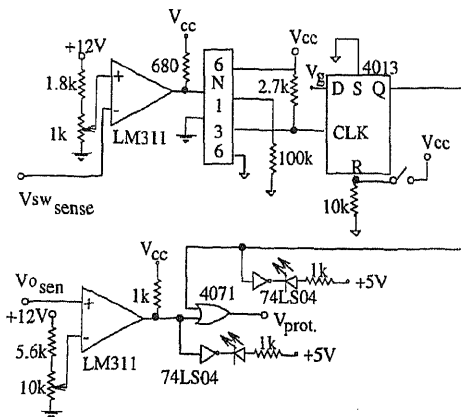 Vcc
+12V
1.8k
1k
+
-
LM311
Vsw sense
680
6
N
1
3
6
Vcc
2.7k
100k
Vg
4013
D S Q
CLK
R
Vcc
10k
Vo sen
+12V
5.6k
10k
+
-
LM311
Vcc
1k
4071
Vprot.
74LS04
1k
+5V
74LS04
1k
+5V